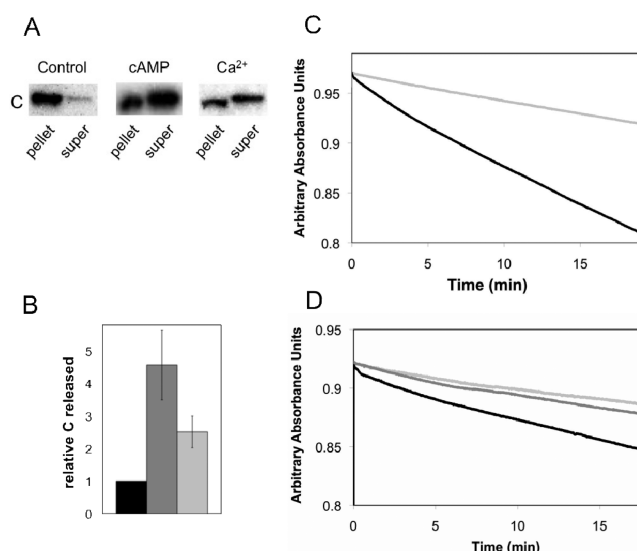 A
Control cAMP Ca²⁺
C
pellet super pellet super pellet super
B
relative C released
5
4
3
2
1
0
C
Arbitrary Absorbance Units
0.95
0.9
0.85
0.8
0 5 10 15
Time (min)
D
Arbitrary Absorbance Units
0.95
0.9
0.85
0.8
0 5 10 15
Time (min)